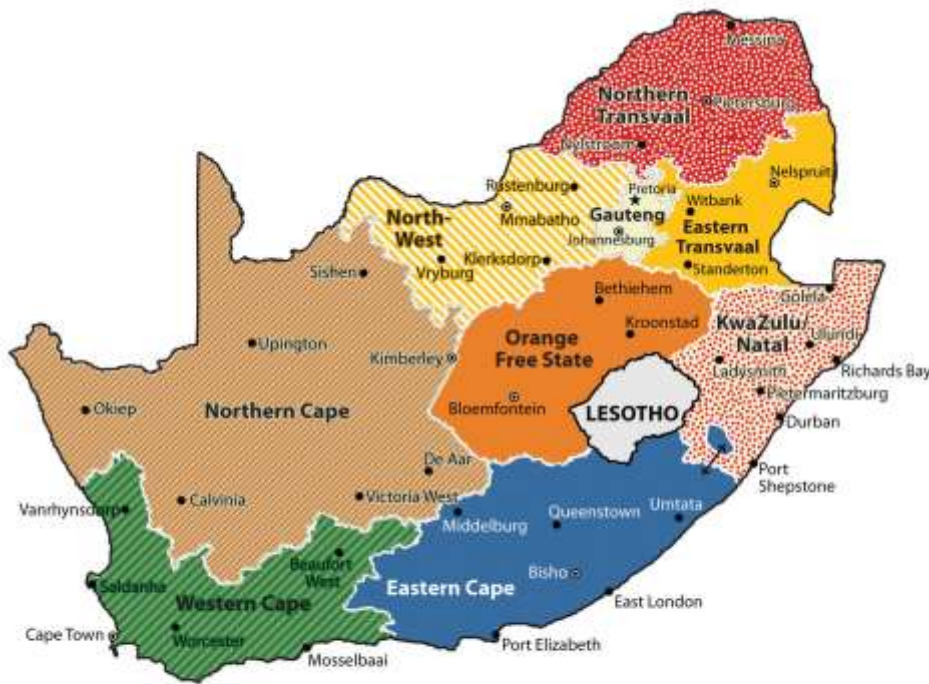 Messina
Northern
Transvaal
Pietersburg
Nylstroom
Nelspruit
Rustenburg
Pretoria
Witbank
Mmabatho
North-
West
Gauteng
Johannesburg
Eastern
Transvaal
Sishen
Vryburg
Klerksdorp
Standerton
Bethiehem
Golela
KwaZulu/
Natal
Ulundi
Kroonstad
Orange
Free State
Upington
Kimberley
Ladysmith
Richards Bay
Pietermaritzburg
Okiep
Northern Cape
Bloemfontein
LESOTHO
Durban
De Aar
Port
Shepstone
Calvinia
Victoria West
Vanrhynsdorp
Middelburg
Queenstown
Umtata
Beaufort
West
Saldanha
Western Cape
Eastern Cape
Bisho
East London
Cape Town
Worcester
Mosselbaai
Port Elizabeth